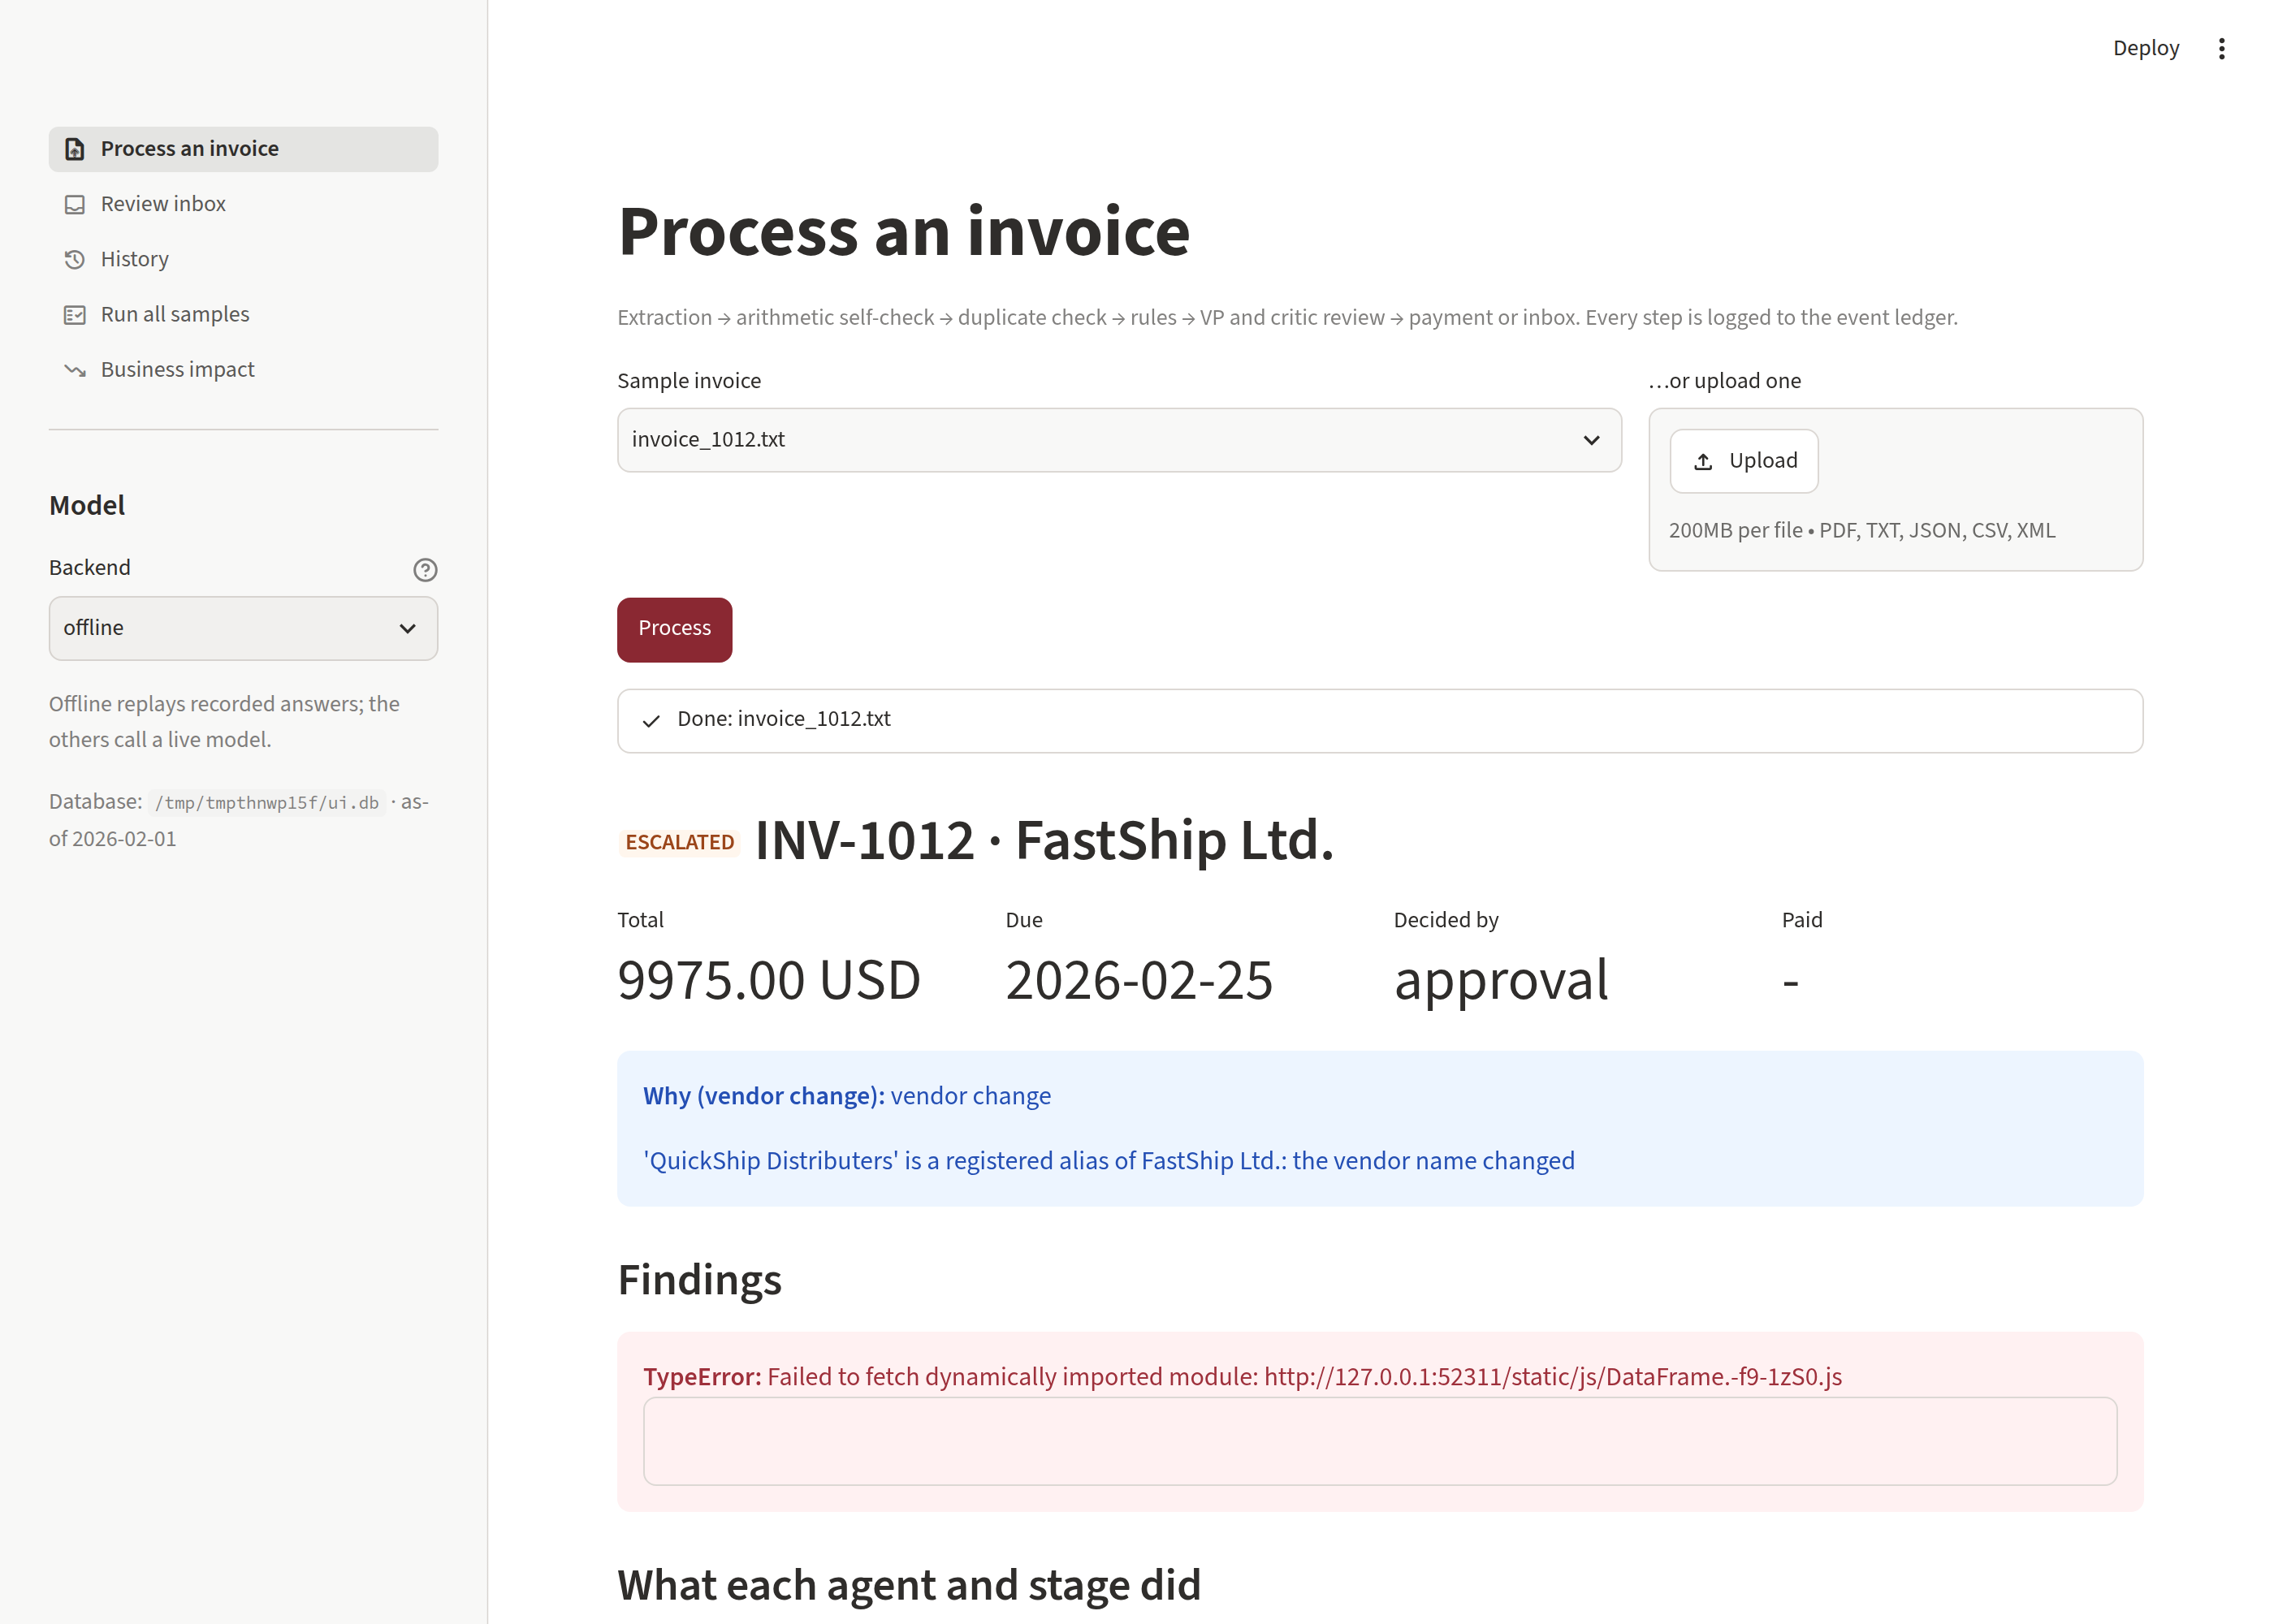 Deploy
Process an invoice
Review inbox
History
Run all samples
Business impact
Model
Backend
offline
Offline replays recorded answers; the
others call a live model.
Database: /tmp/tmpthnwp15f/ui.db · as-
of 2026-02-01
Process an invoice
Extraction → arithmetic self-check → duplicate check → rules → VP and critic review → payment or inbox. Every step is logged to the event ledger.
Sample invoice
invoice_1012.txt
…or upload one
Upload
200MB per file • PDF, TXT, JSON, CSV, XML
Process
Done: invoice_1012.txt
ESCALATED INV-1012 · FastShip Ltd.
Total
9975.00 USD
Due
2026-02-25
Decided by
approval
Paid
-
Why (vendor change): vendor change
'QuickShip Distributers' is a registered alias of FastShip Ltd.: the vendor name changed
Findings
TypeError: Failed to fetch dynamically imported module: http://127.0.0.1:52311/static/js/DataFrame.-f9-1zS0.js
What each agent and stage did